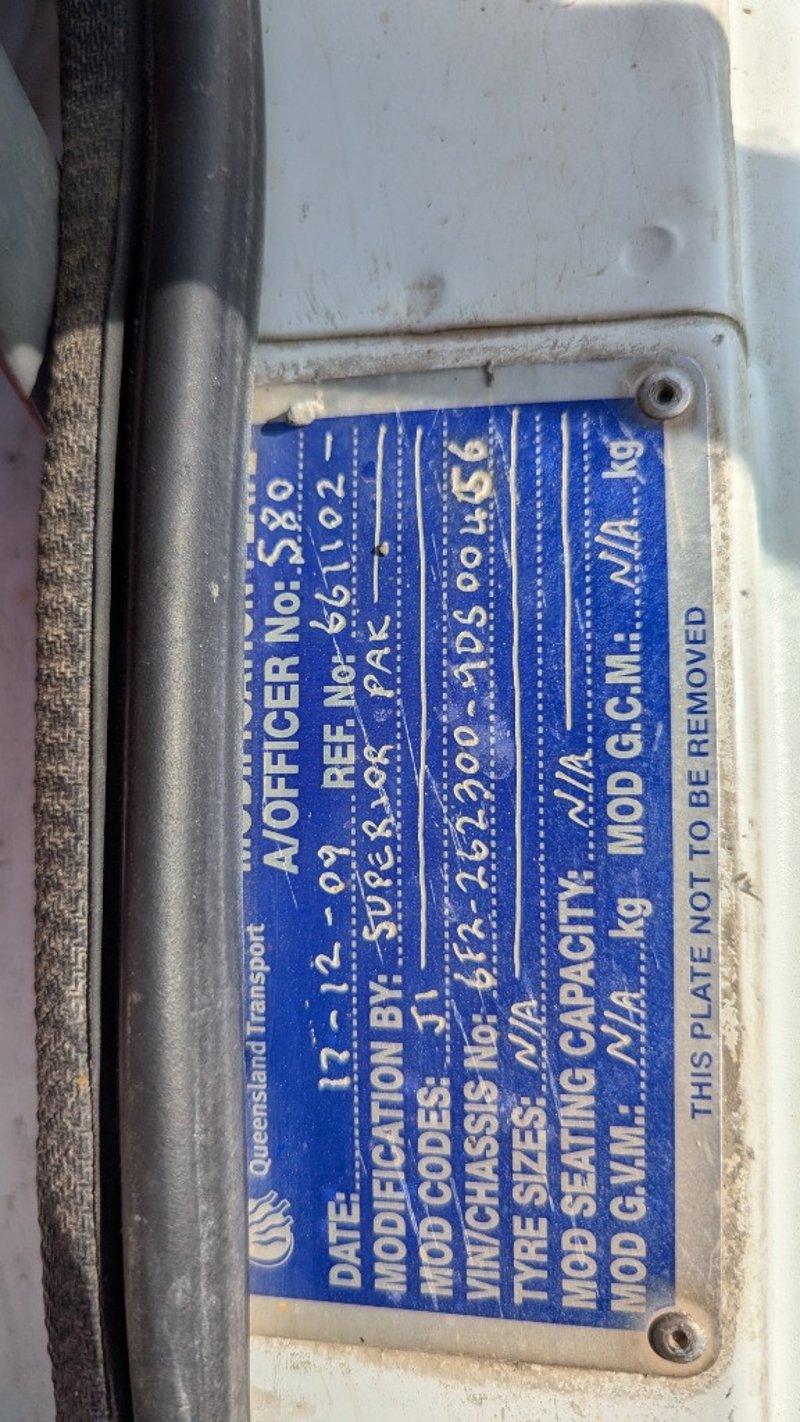 Queensland Transport
A/OFFICER No: 580
DATE: 17-12-09 REF. No: 661102 -
MODIFICATION BY: SUPERIOR PAK
MOD CODES: J1
VIN/CHASSIS No: 6F2-262300-9DS00456
TYRE SIZES: N/A
MOD SEATING CAPACITY: N/A
MOD G.V.M.: N/A kg MOD G.C.M.: N/A kg
THIS PLATE NOT TO BE REMOVED